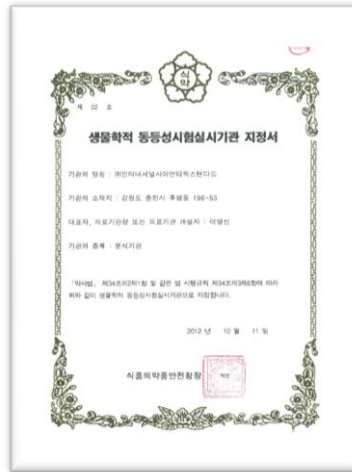 식약
제 22 호
생물학적 동등성시험실시기관 지정서
기관의 명칭 : ㈜인터내셔널사이언티픽스탠다드
기관의 소재지 : 강원도 춘천시 후평동 198-53
대표자, 의료기관장 또는 의료기관 개설자 : 이영신
기관의 종류 : 분석기관
「약사법」 제34조의2제1항 및 같은 법 시행규칙 제34조의3제6항에 따라
위와 같이 생물학적 동등성시험실시기관으로 지정합니다.
2012 년 10 월 11 일
식품의약품안전청장